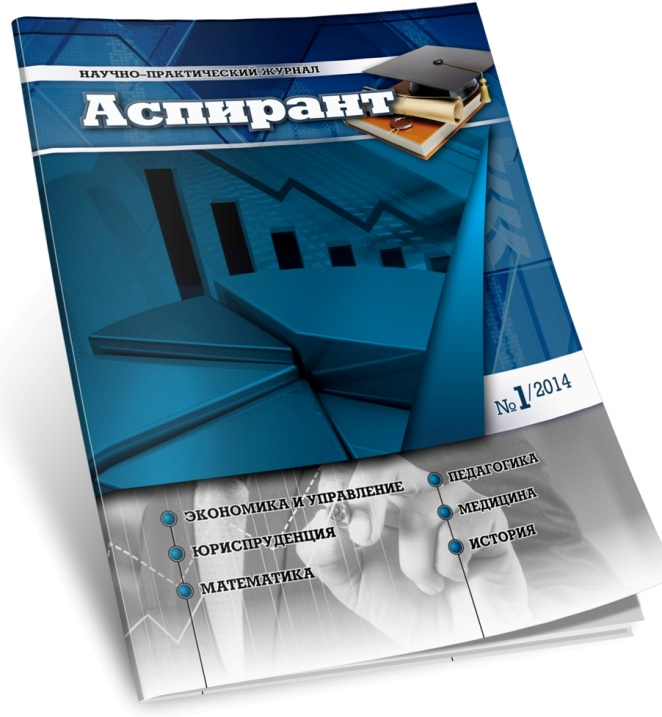 НАУЧНО-ПРАКТИЧЕСКИЙ ЖУРНАЛ
Аспирант
№1/2014
ЭКОНОМИКА И УПРАВЛЕНИЕ
ЮРИСПРУДЕНЦИЯ
МАТЕМАТИКА
ПЕДАГОГИКА
МЕДИЦИНА
ИСТОРИЯ